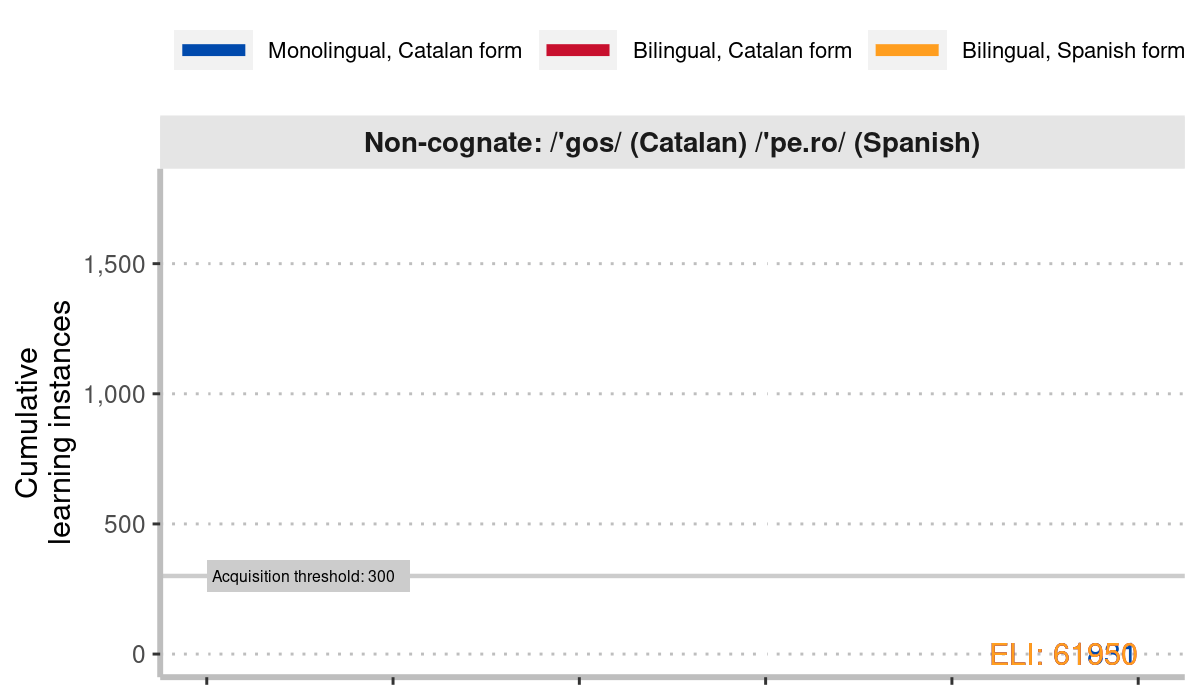 Monolingual, Catalan form
Bilingual, Catalan form
Bilingual, Spanish form
Non-cognate: /'gos/ (Catalan) /'pe.ro/ (Spanish)
Cumulative
learning instances
1,500
1,000
500
Acquisition threshold: 300
0
ELI: